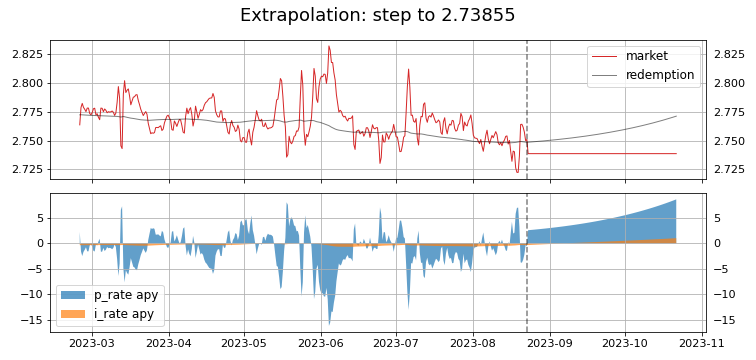 Extrapolation: step to 2.73855
2.825 2.825
2.800 2.800
2.775 2.775
2.750 2.750
2.725 2.725
market
redemption
5 5
0 0
−5 −5
−10 −10
−15 −15
p_rate apy
i_rate apy
2023-03 2023-04 2023-05 2023-06 2023-07 2023-08 2023-09 2023-10 2023-11